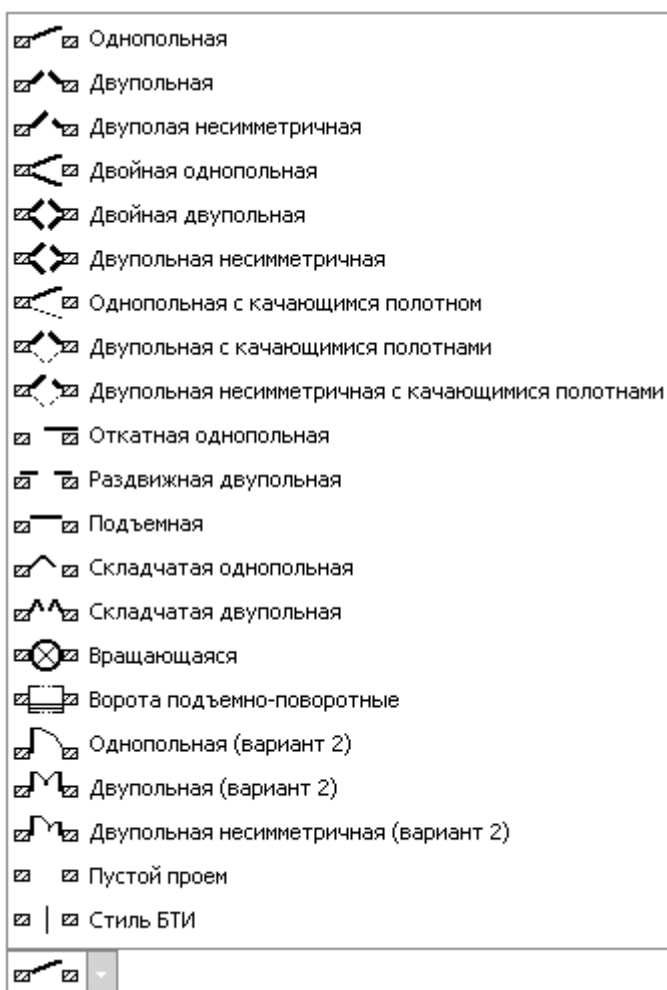 Однопольная
Двупольная
Двуполая несимметричная
Двойная однопольная
Двойная двупольная
Двупольная несимметричная
Однопольная с качающимся полотном
Двупольная с качающимися полотнами
Двупольная несимметричная с качающимися полотнами
Откатная однопольная
Раздвижная двупольная
Подъемная
Складчатая однопольная
Складчатая двупольная
Вращающаяся
Ворота подъемно-поворотные
Однопольная (вариант 2)
Двупольная (вариант 2)
Двупольная несимметричная (вариант 2)
Пустой проем
Стиль БТИ